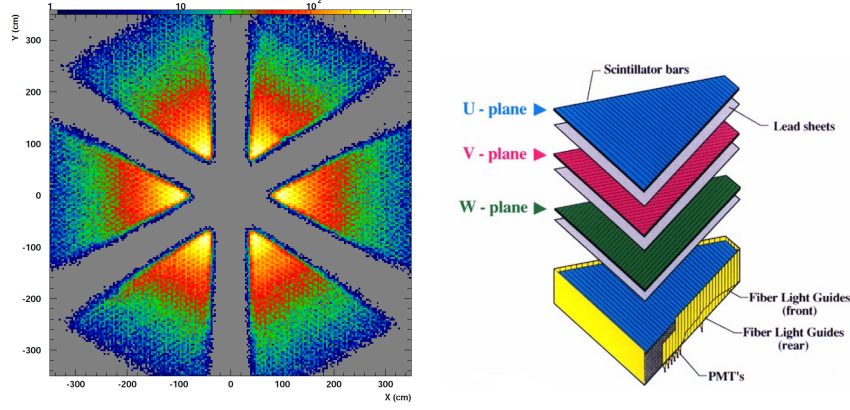 1
10
10²
Y (cm)
300
200
100
0
-100
-200
-300
-300
-200
-100
0
100
200
300
X (cm)
Scintillator bars
U - plane
Lead sheets
V - plane
W - plane
Fiber Light Guides
(front)
Fiber Light Guides
(rear)
PMT's